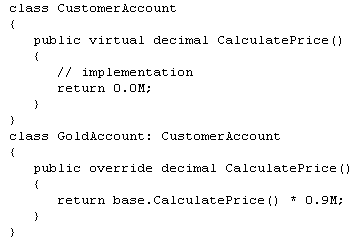 class CustomerAccount
{
public virtual decimal CalculatePrice()
{
// implementation
return 0.0M;
}
}
class GoldAccount: CustomerAccount
{
public override decimal CalculatePrice()
{
return base.CalculatePrice() * 0.9M;
}
}